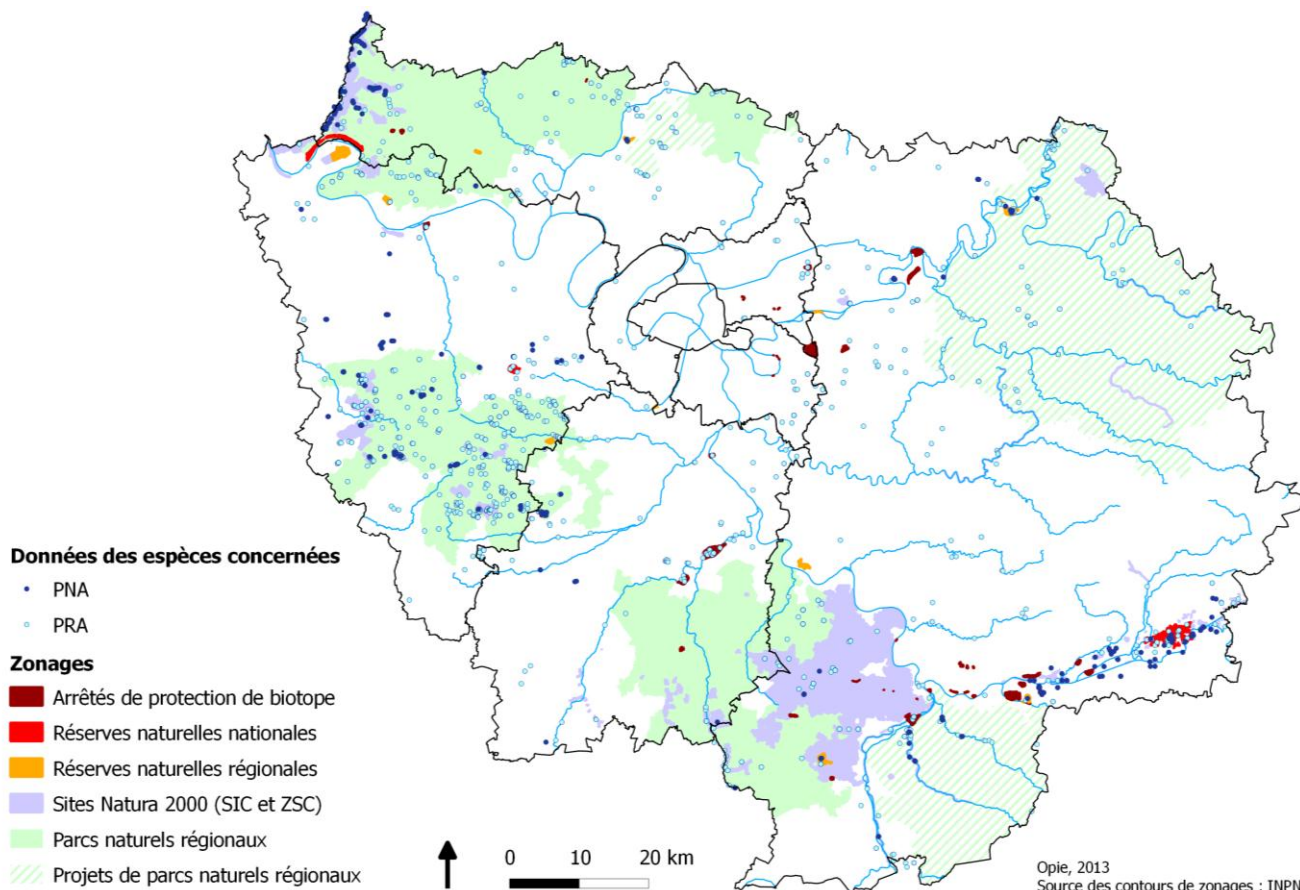 Données des espèces concernées
PNA
PRA
Zonages
Arrêtés de protection de biotope
Réserves naturelles nationales
Réserves naturelles régionales
Sites Natura 2000 (SIC et ZSC)
Parcs naturels régionaux
Projets de parcs naturels régionaux
0 10 20 km
Opie, 2013
Source des contours de zonages : INPN